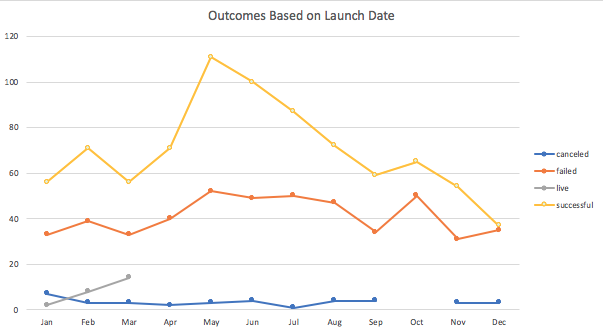 Outcomes Based on Launch Date
120
100
80
60
40
20
0
Jan Feb Mar Apr May Jun Jul Aug Sep Oct Nov Dec
canceled
failed
live
successful